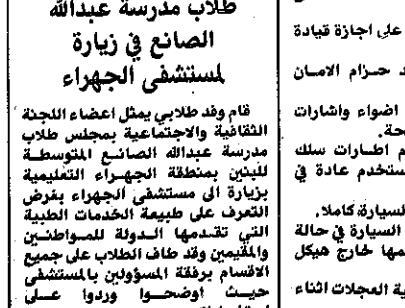 طلاب مدرسة عبدالله
الصانع في زيارة
لمستشفى الجهراء
قام وفد طلابي يمثل اعضاء اللجنة
الثقافية والاجتماعية بمجلس طلاب
مدرسة عبدالله الصانع المتوسطة
للبنين بمنطقة الجهراء التعليمية
بزيارة الى مستشفى الجهراء بغرض
التعرف على طبيعة الخدمات الطبية
التي تقدمها الدولة للمواطنين
والمقيمين وقد طاف الطلاب على جميع
الاقسام برفقة المسؤولين بالمستشفى
حيث اوضحوا وردوا على
على اجازة قيادة
حزام الامان
اضواء واشارات
اطارات سلك
ستخدم عادة في
السيارة كاملا.
السيارة في حالة
خارج هيكل
العجلات اثناء